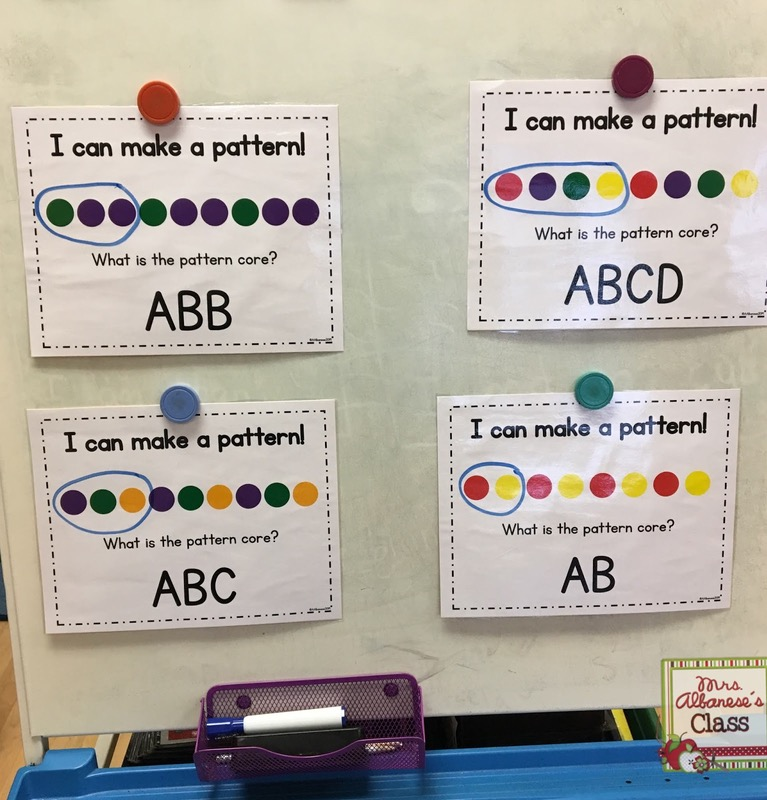 I can make a pattern!
What is the pattern core?
ABB
I can make a pattern!
What is the pattern core?
ABCD
I can make a pattern!
What is the pattern core?
ABC
I can make a pattern!
What is the pattern core?
AB
Mrs.
Albanese's
Class